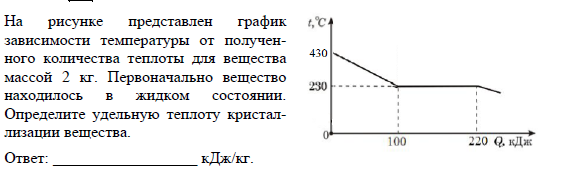 На рисунке представлен график
зависимости температуры от получен-
ного количества теплоты для вещества
массой 2 кг. Первоначально вещество
находилось в жидком состоянии.
Определите удельную теплоту кристал-
лизации вещества.
Ответ: ____________________ кДж/кг.
t,°C
430
230
0
100
220
Q, кДж